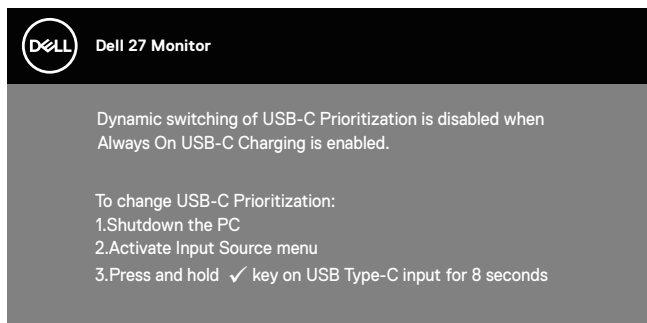 DELL
Dell 27 Monitor
Dynamic switching of USB-C Prioritization is disabled when
Always On USB-C Charging is enabled.
To change USB-C Prioritization:
1.Shutdown the PC
2.Activate Input Source menu
3.Press and hold ✓ key on USB Type-C input for 8 seconds